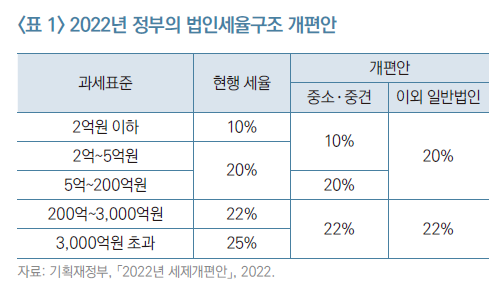 〈표 1〉 2022년 정부의 법인세율구조 개편안
과세표준 현행 세율 개편안
중소·중견 이외 일반법인
2억원 이하 10% 10% 20%
2억~5억원 20%
5억~200억원 20%
200억~3,000억원 22% 22% 22%
3,000억원 초과 25%
자료: 기획재정부, 「2022년 세제개편안」, 2022.